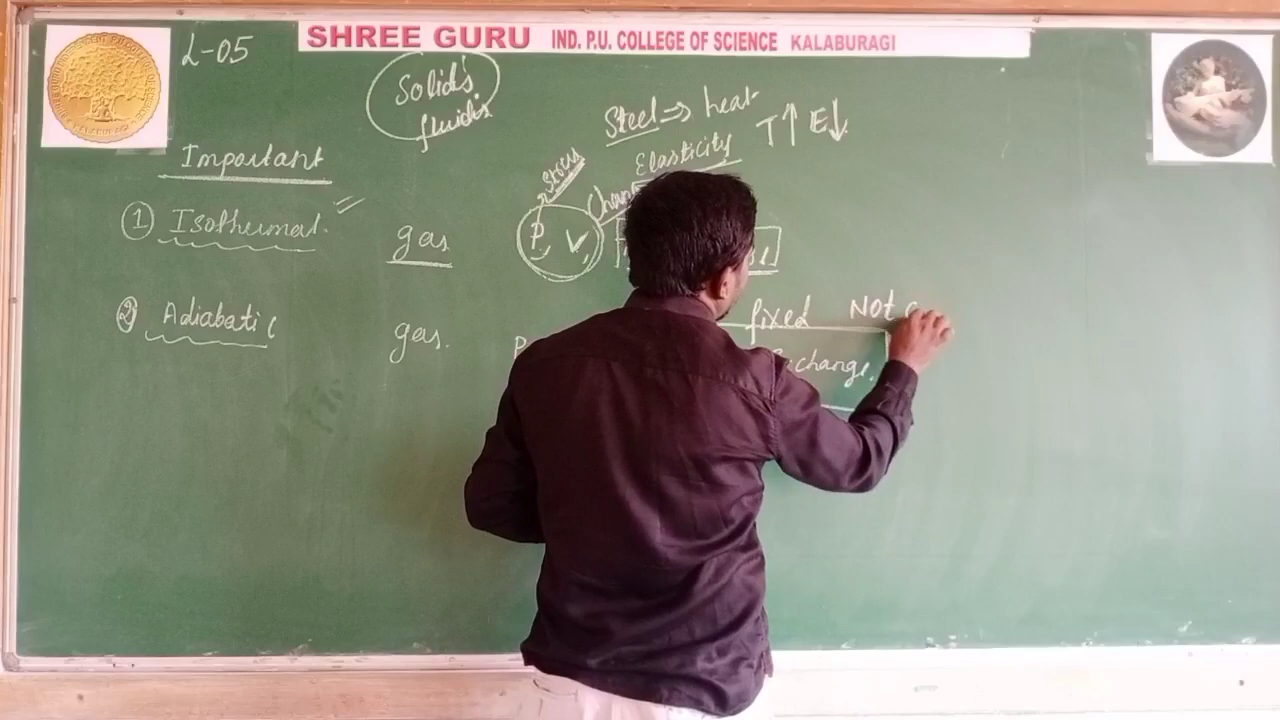 SHREE GURU IND. P.U. COLLEGE OF SCIENCE KALABURAGI
L-05
Solids
fluids
Steel ⇒ heat
T↑ E↓
Elasticity
Important
Stress
① Isothermal
gas
P V
② Adiabatic
gas.
P
fixed Not
change.